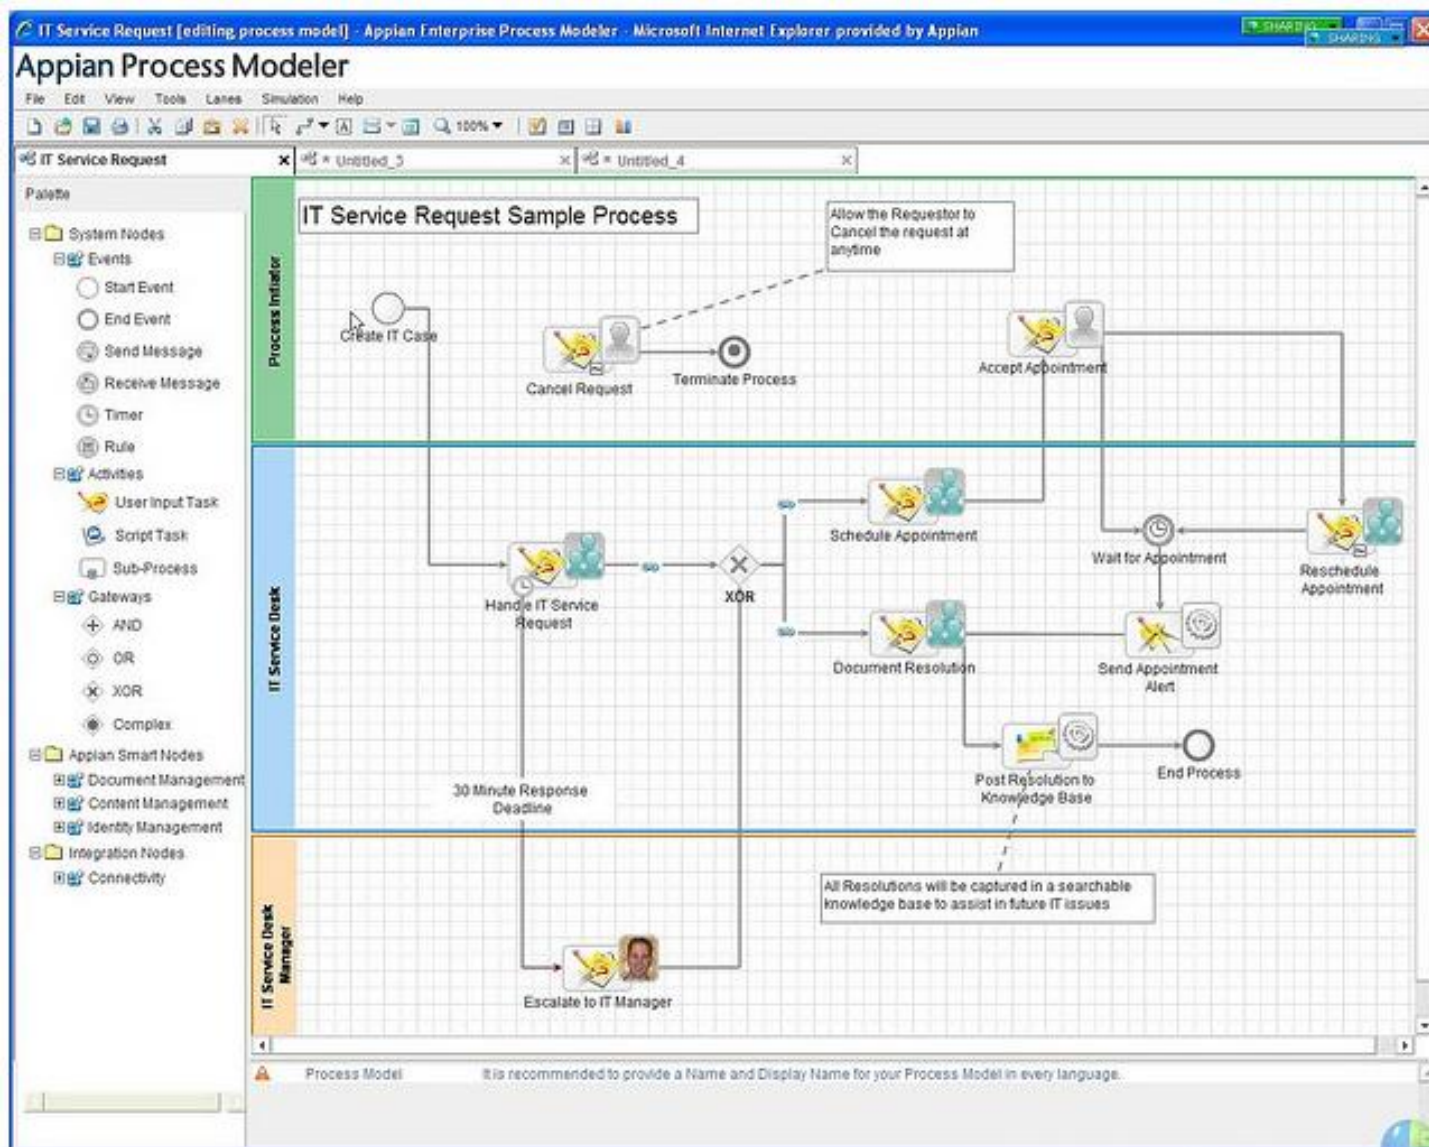 IT Service Request [editing process model] - Appian Enterprise Process Modeler - Microsoft Internet Explorer provided by Appian
SHARING
SHARING
Appian Process Modeler
File Edit View Tools Lanes Simulation Help
100%
IT Service Request
* Untitled_3
* Untitled_4
Palette
System Nodes
Events
Start Event
End Event
Send Message
Receive Message
Timer
Rule
Activities
User Input Task
Script Task
Sub-Process
Gateways
AND
OR
XOR
Complex
Appian Smart Nodes
Document Management
Content Management
Identity Management
Integration Nodes
Connectivity
Process Initiator
IT Service Request Sample Process
Allow the Requestor to
Cancel the request at
anytime
Create IT Case
Cancel Request
Terminate Process
Accept Appointment
IT Service Desk
Schedule Appointment
Wait for Appointment
Reschedule
Appointment
Handle IT Service
Request
XOR
Document Resolution
Send Appointment
Alert
Post Resolution to
Knowledge Base
End Process
30 Minute Response
Deadline
IT Service Desk
Manager
All Resolutions will be captured in a searchable
knowledge base to assist in future IT issues
Escalate to IT Manager
Process Model It is recommended to provide a Name and Display Name for your Process Model in every language.